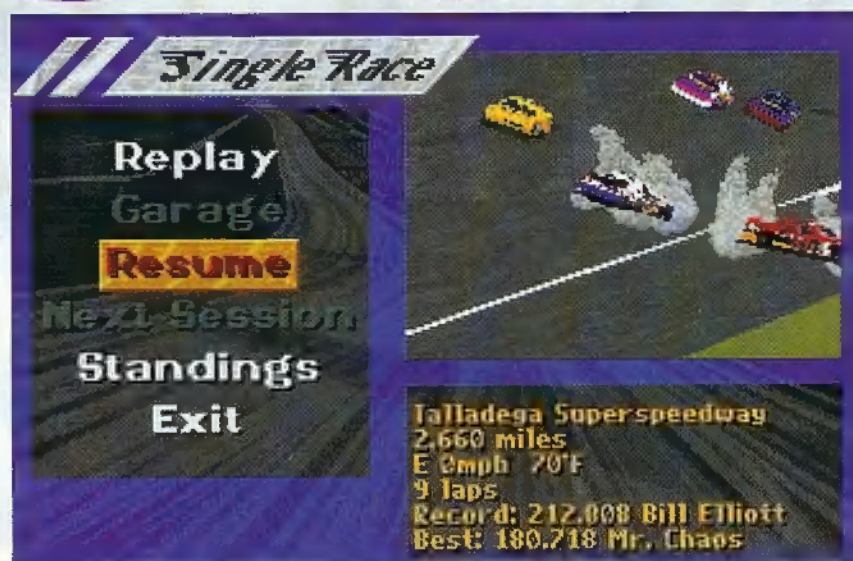 Single Race
Replay
Garage
Resume
Next Session
Standings
Exit
Talladega Superspeedway
2.660 miles
E 0mph 70°F
9 laps
Record: 212.008 Bill Elliott
Best: 180.718 Mr. Chaos